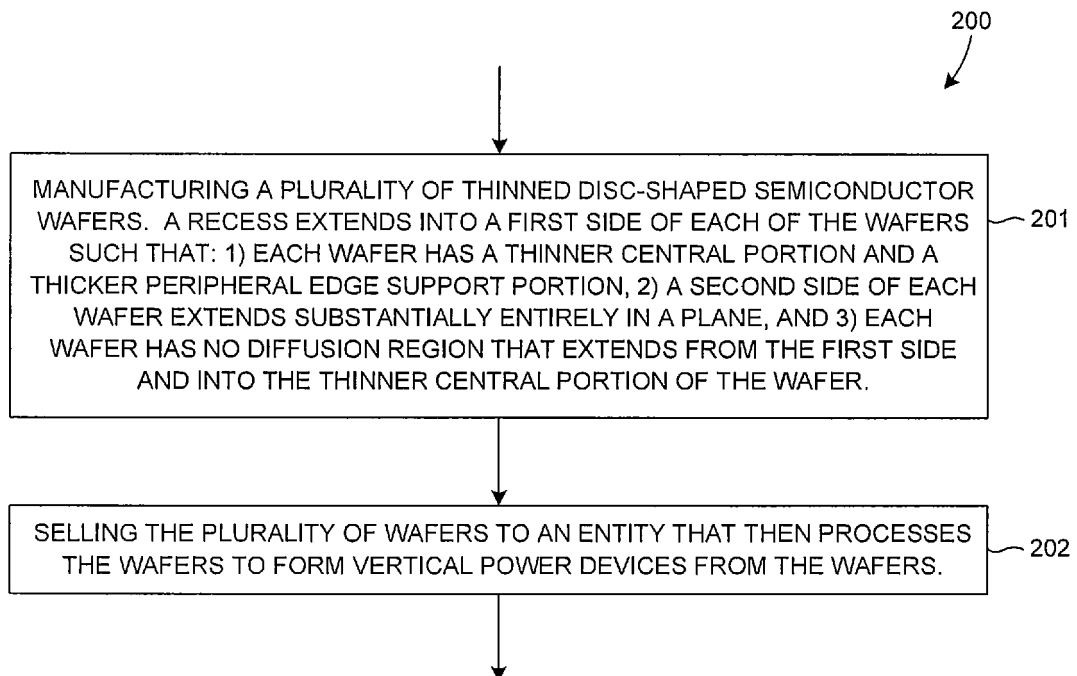 200
MANUFACTURING A PLURALITY OF THINNED DISC-SHAPED SEMICONDUCTOR
WAFERS. A RECESS EXTENDS INTO A FIRST SIDE OF EACH OF THE WAFERS
SUCH THAT: 1) EACH WAFER HAS A THINNER CENTRAL PORTION AND A
THICKER PERIPHERAL EDGE SUPPORT PORTION, 2) A SECOND SIDE OF EACH
WAFER EXTENDS SUBSTANTIALLY ENTIRELY IN A PLANE, AND 3) EACH
WAFER HAS NO DIFFUSION REGION THAT EXTENDS FROM THE FIRST SIDE
AND INTO THE THINNER CENTRAL PORTION OF THE WAFER.
201
SELLING THE PLURALITY OF WAFERS TO AN ENTITY THAT THEN PROCESSES
THE WAFERS TO FORM VERTICAL POWER DEVICES FROM THE WAFERS.
202